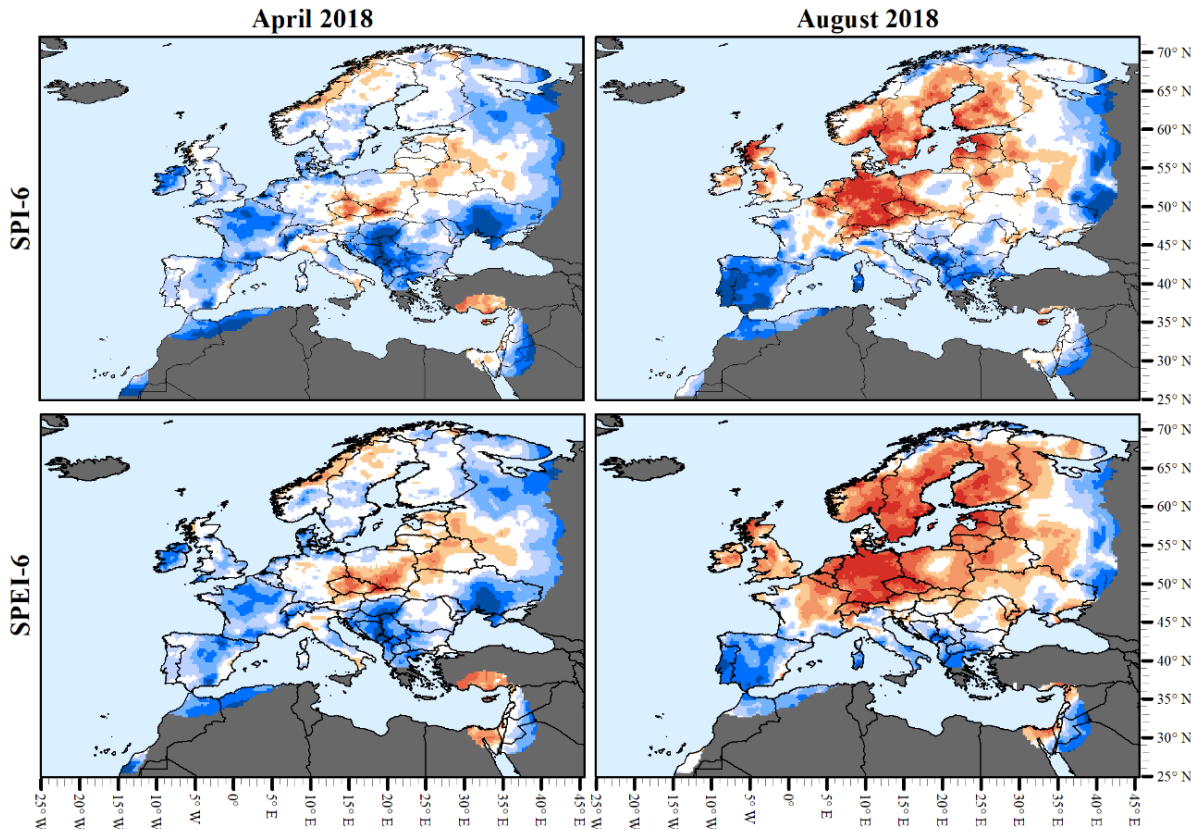 April 2018
August 2018
SPI-6
70° N
65° N
60° N
55° N
50° N
45° N
40° N
35° N
30° N
25° N
SPEI-6
70° N
65° N
60° N
55° N
50° N
45° N
40° N
35° N
30° N
25° N
25° W
20° W
15° W
10° W
5° W
0°
5° E
10° E
15° E
20° E
25° E
30° E
35° E
40° E
45 E
25° W
20° W
15° W
10° W
5° W
0°
5° E
10° E
15° E
20° E
25° E
30° E
35° E
40° E
45° E